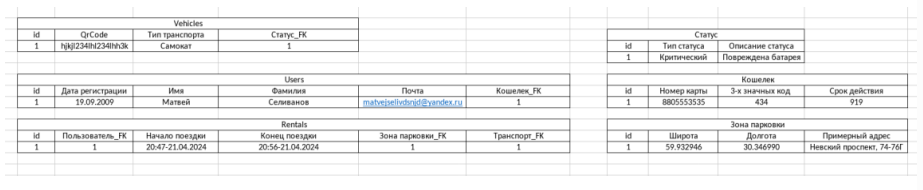 Vehicles
id QrCode Тип транспорта Статус_FK
1 hjkjl234lhl234lhh3k Самокат 1
Статус
id Тип статуса Описание статуса
1 Критический Повреждена батарея
Users
id Дата регистрации Имя Фамилия Почта Кошелек_FK
1 19.09.2009 Матвей Селиванов matvejselivdsnjd@yandex.ru 1
Кошелек
id Номер карты 3-х значных код Срок действия
1 8805553535 434 919
Rentals
id Пользователь_FK Начало поездки Конец поездки Зона парковки_FK Транспорт_FK
1 1 20:47-21.04.2024 20:56-21.04.2024 1 1
Зона парковки
id Широта Долгота Примерный адрес
1 59.932946 30.346990 Невский проспект, 74-76Г